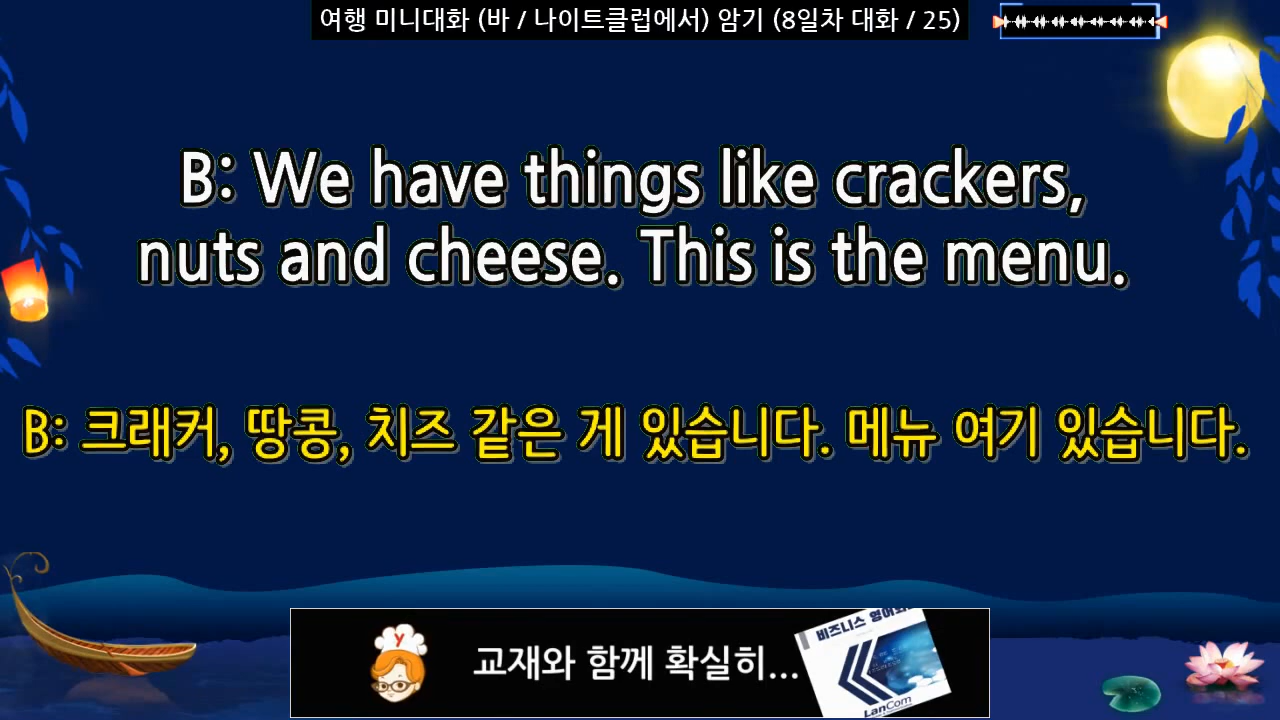 여행 미니대화 (바 / 나이트클럽에서) 암기 (8일차 대화 / 25)
B: We have things like crackers,
nuts and cheese. This is the menu.
B: 크래커, 땅콩, 치즈 같은 게 있습니다. 메뉴 여기 있습니다.
Y
교재와 함께 확실히...
비즈니스 영어회
LanCom